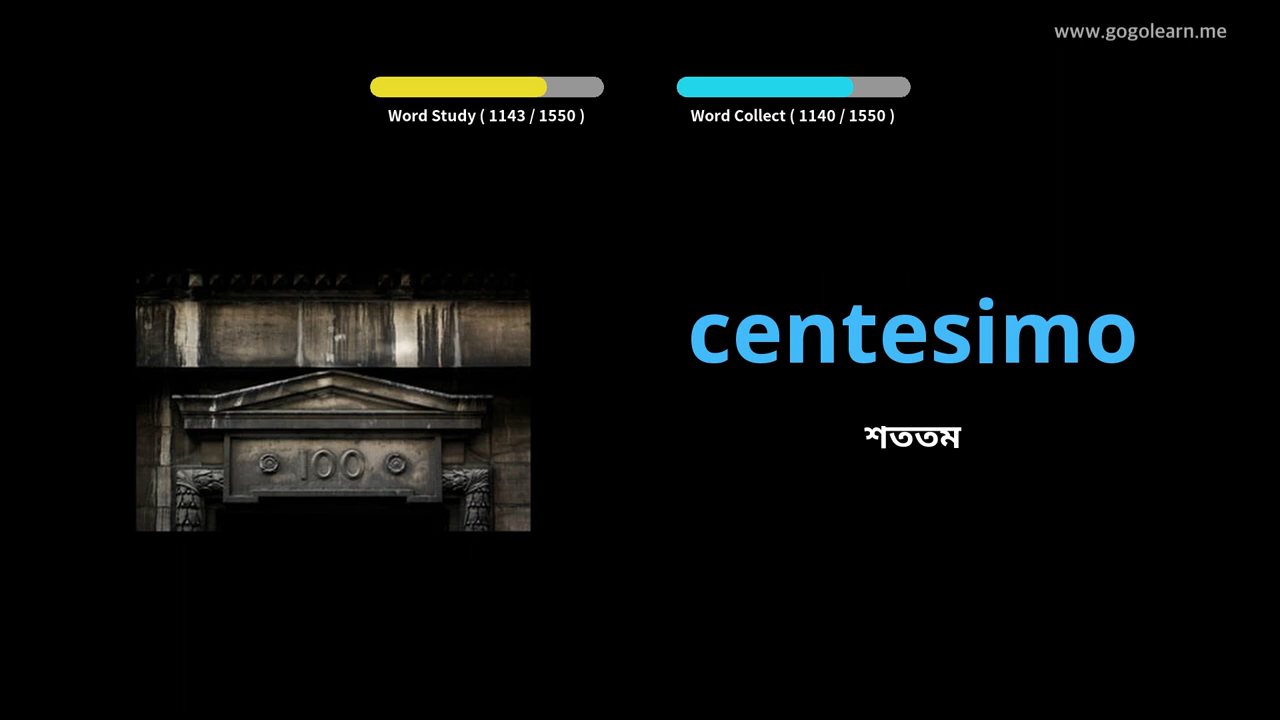 www.gogolearn.me
Word Study ( 1143 / 1550 )
Word Collect ( 1140 / 1550 )
centesimo
শততম
100